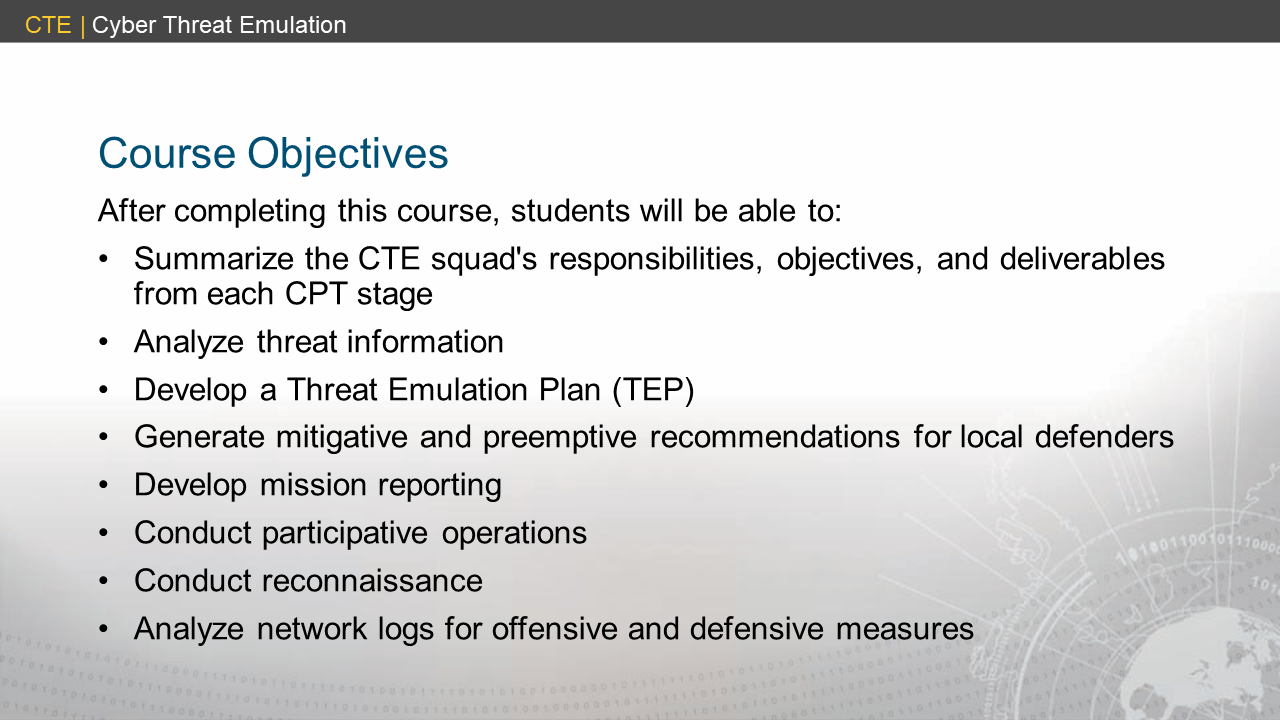 CTE | Cyber Threat Emulation
Course Objectives
After completing this course, students will be able to:
• Summarize the CTE squad's responsibilities, objectives, and deliverables
from each CPT stage
• Analyze threat information
• Develop a Threat Emulation Plan (TEP)
• Generate mitigative and preemptive recommendations for local defenders
• Develop mission reporting
• Conduct participative operations
• Conduct reconnaissance
• Analyze network logs for offensive and defensive measures